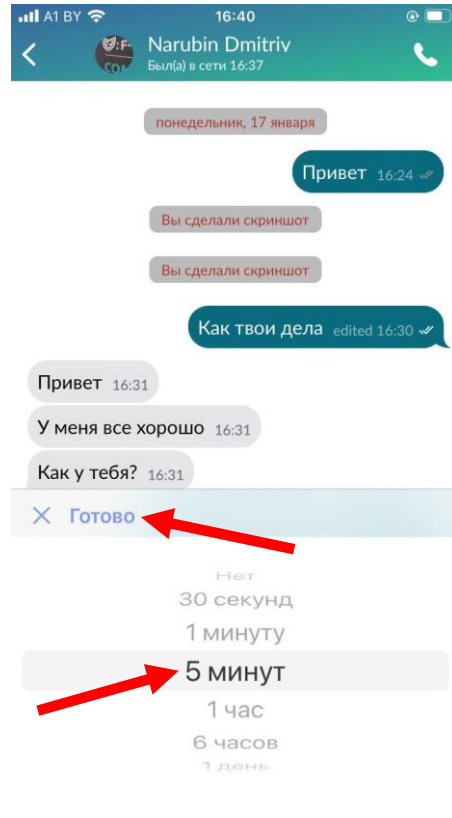 A1 BY 16:40
Narubin Dmitriv
Был(а) в сети 16:37
понедельник, 17 января
Привет 16:24
Вы сделали скриншот
Вы сделали скриншот
Как твои дела edited 16:30
Привет 16:31
У меня все хорошо 16:31
Как у тебя? 16:31
Готово
Нет
30 секунд
1 минуту
5 минут
1 час
6 часов
1 день